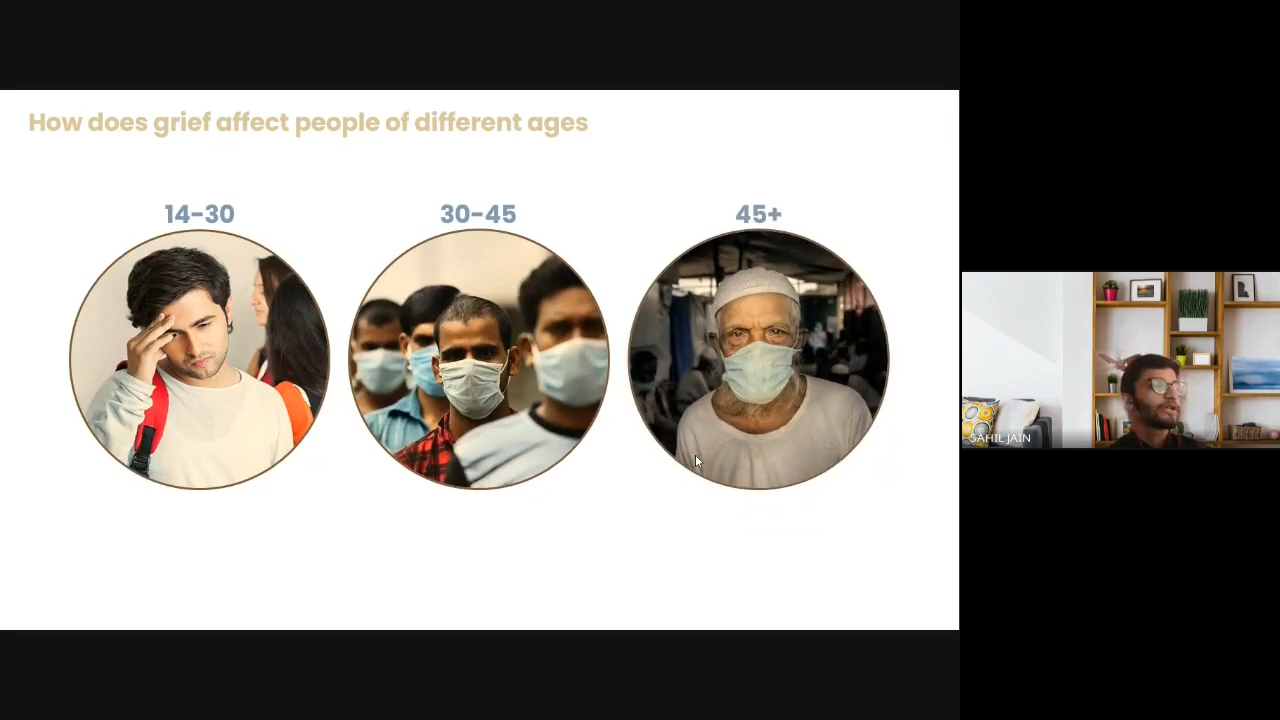 How does grief affect people of different ages
14-30
30-45
45+
SAHIL JAIN